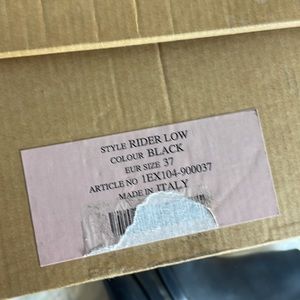 STYLE RIDER LOW
COLOUR BLACK
EUR SIZE 37
ARTICLE NO 1EX104-900037
MADE IN ITALY